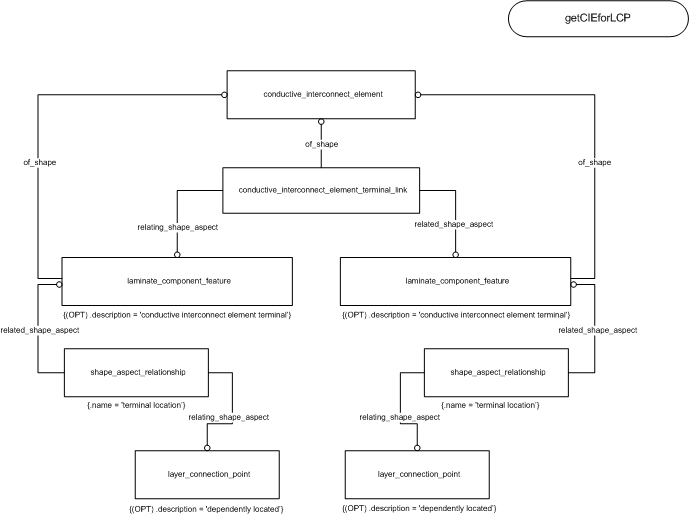 getCIEforLCP
conductive_interconnect_element
of_shape
of_shape
of_shape
conductive_interconnect_element_terminal_link
relating_shape_aspect
related_shape_aspect
laminate_component_feature
laminate_component_feature
{(OPT) .description = 'conductive interconnect element terminal'}
{(OPT) .description = 'conductive interconnect element terminal'}
related_shape_aspect
related_shape_aspect
shape_aspect_relationship
shape_aspect_relationship
{.name = 'terminal location'}
{.name = 'terminal location'}
relating_shape_aspect
relating_shape_aspect
layer_connection_point
layer_connection_point
{(OPT) .description = 'dependently located'}
{(OPT) .description = 'dependently located'}